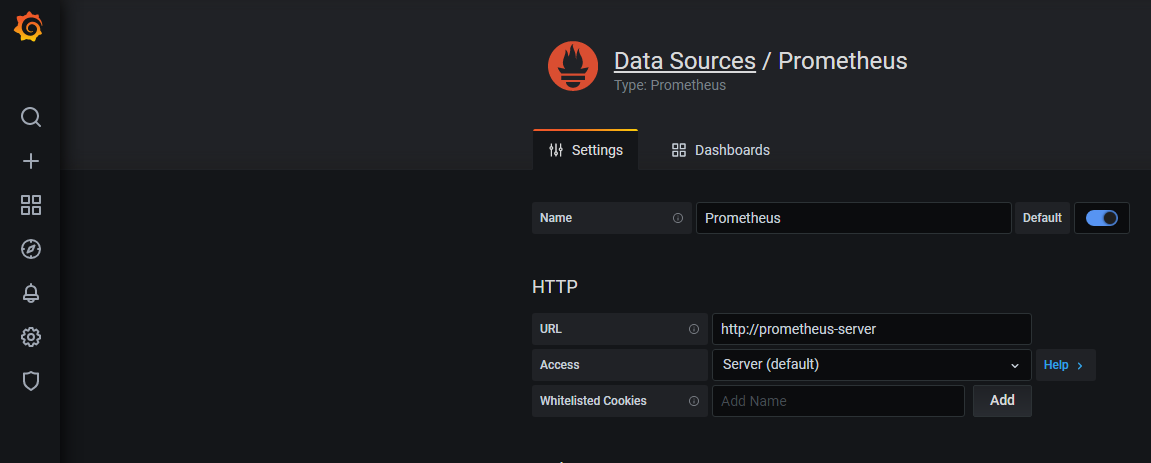 Data Sources / Prometheus
Type: Prometheus
Settings Dashboards
Name Prometheus Default
HTTP
URL http://prometheus-server
Access Server (default) Help
Whitelisted Cookies Add Name Add